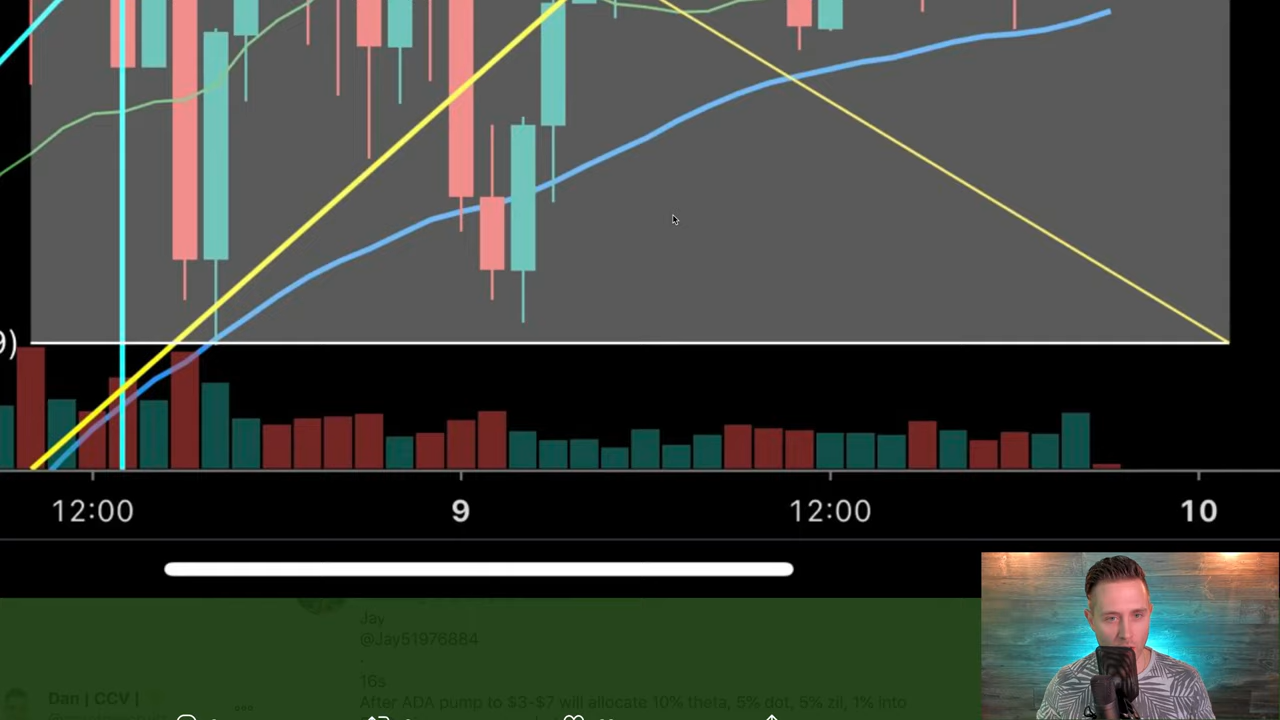 9)
12:00
9
12:00
10
Jay
@Jay51976884
.
16s
After ADA pump to $3-$7 will allocate 10% theta, 5% dot, 5% zil, 1% into
Dan | CCV |